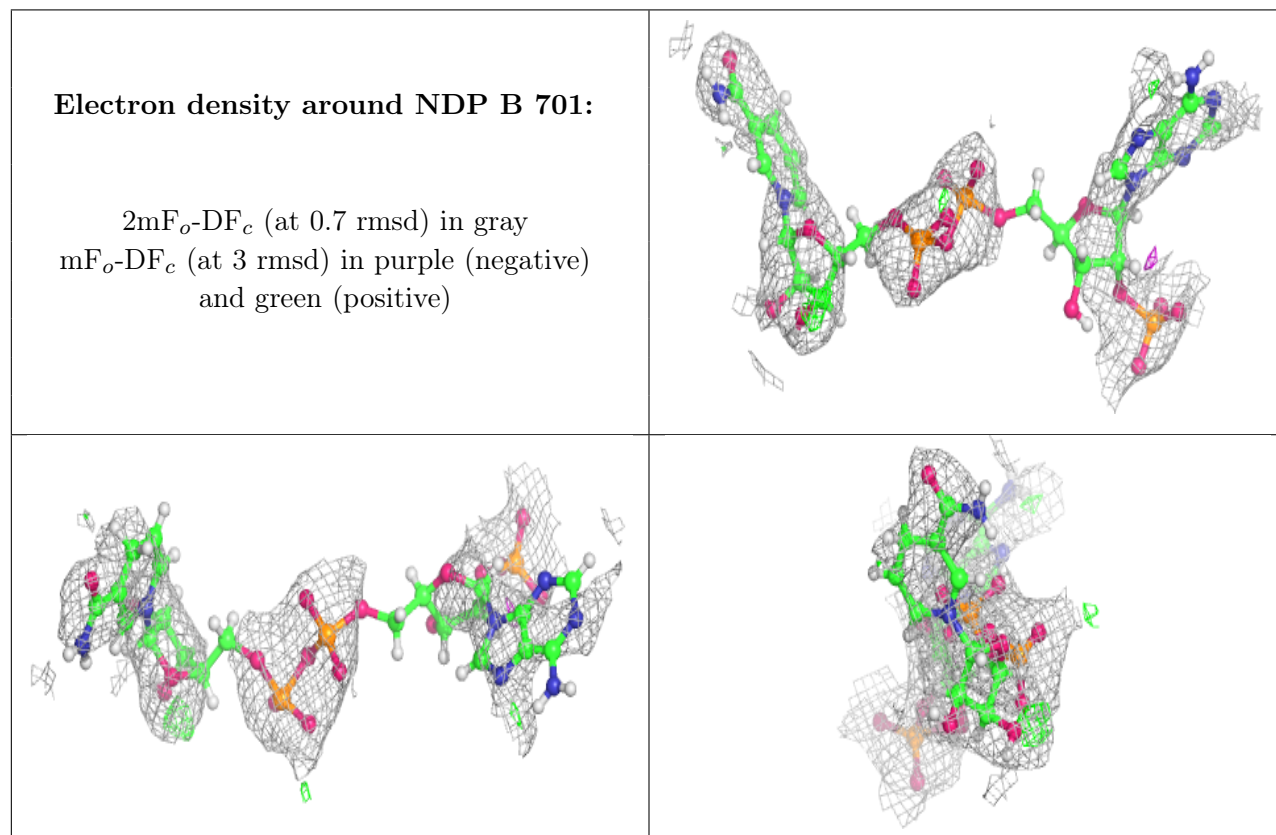 Electron density around NDP B 701:
2mFo-DFc (at 0.7 rmsd) in gray
mFo-DFc (at 3 rmsd) in purple (negative)
and green (positive)